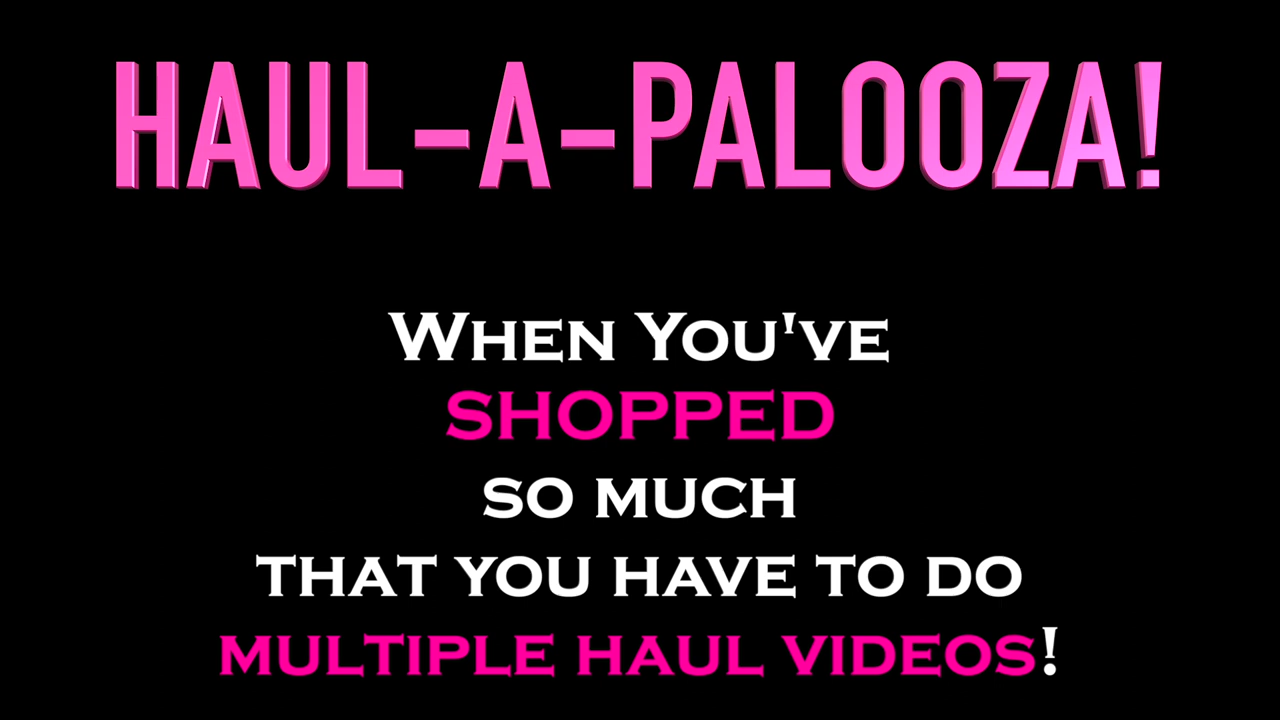 HAUL-A-PALOOZA!
WHEN YOU'VE
SHOPPED
SO MUCH
THAT YOU HAVE TO DO
MULTIPLE HAUL VIDEOS!